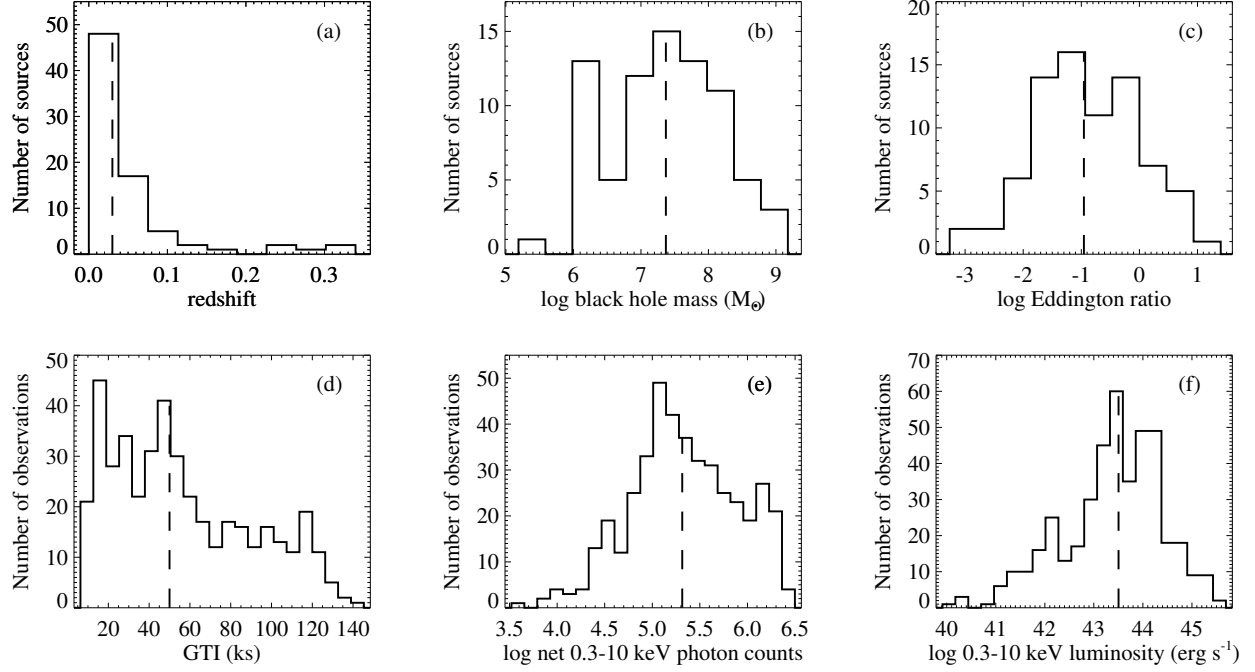 (a)
Number of sources
50
40
30
20
10
0
0.0 0.1 0.2 0.3
redshift
(b)
Number of sources
15
10
5
0
5 6 7 8 9
log black hole mass (M⊙)
(c)
Number of sources
20
15
10
5
0
-3 -2 -1 0 1
log Eddington ratio
(d)
Number of observations
50
40
30
20
10
0
20 40 60 80 100 120 140
GTI (ks)
(e)
Number of observations
50
40
30
20
10
0
3.5 4.0 4.5 5.0 5.5 6.0 6.5
log net 0.3-10 keV photon counts
(f)
Number of observations
70
60
50
40
30
20
10
0
40 41 42 43 44 45
log 0.3-10 keV luminosity (erg s⁻¹)